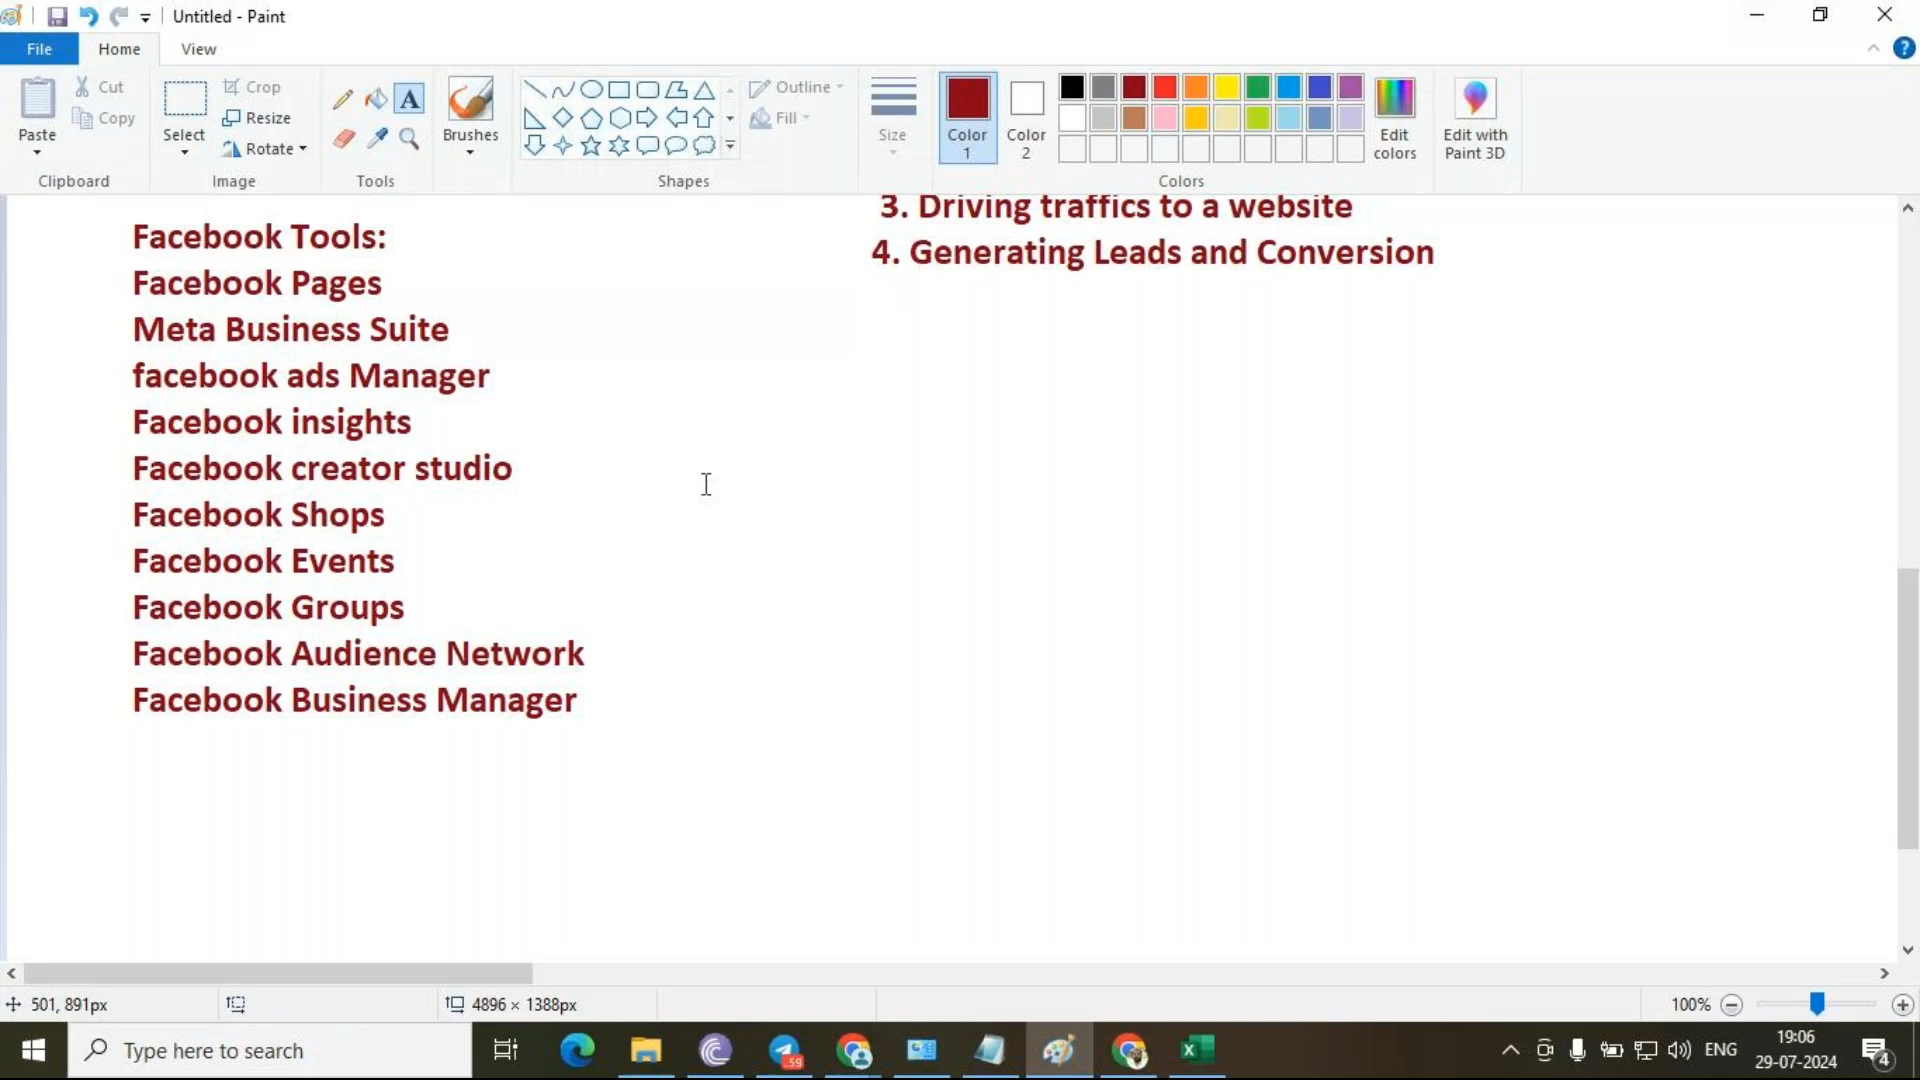 Untitled - Paint
File Home View
Paste
Cut
Copy
Clipboard
Select
Crop
Resize
Rotate
Image
Tools
Brushes
Shapes
Outline
Fill
Size
Color 1
Color 2
Colors
Edit colors
Edit with Paint 3D
Facebook Tools:
Facebook Pages
Meta Business Suite
facebook ads Manager
Facebook insights
Facebook creator studio
Facebook Shops
Facebook Events
Facebook Groups
Facebook Audience Network
Facebook Business Manager
3. Driving traffics to a website
4. Generating Leads and Conversion
501, 891px
4896 × 1388px
100%
Type here to search
59
ENG
19:06
29-07-2024
4